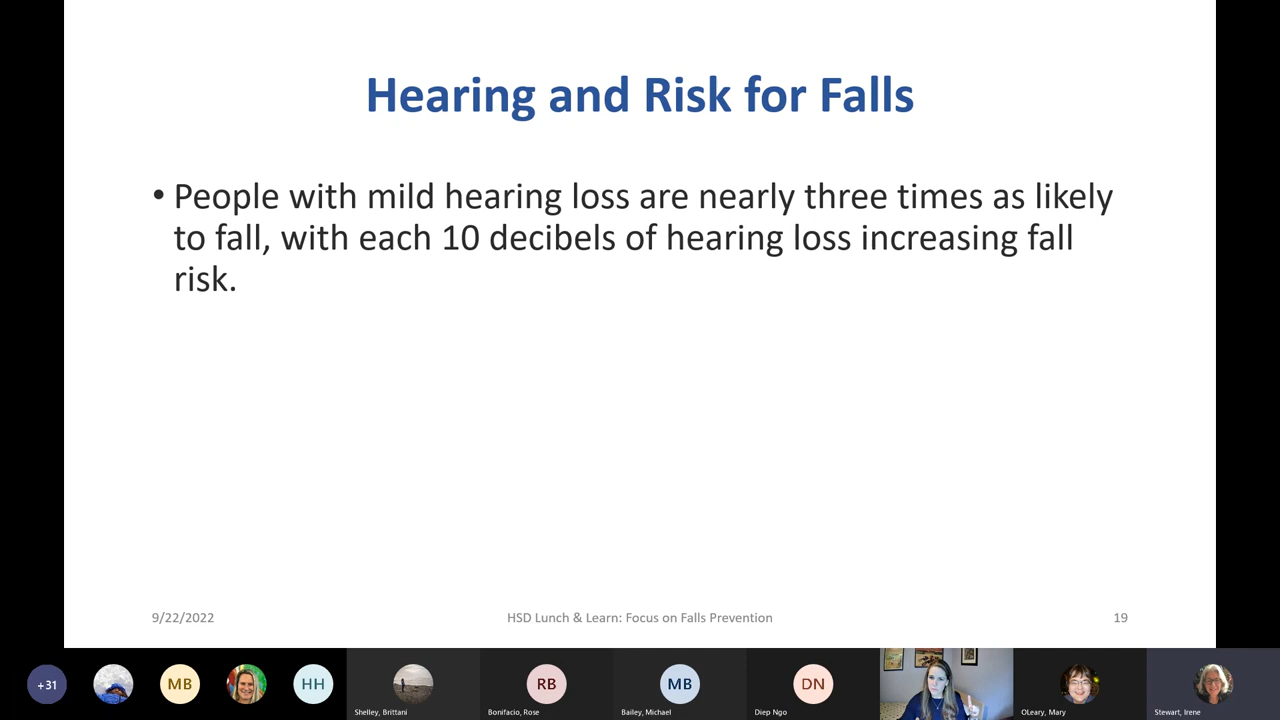 Hearing and Risk for Falls
• People with mild hearing loss are nearly three times as likely
to fall, with each 10 decibels of hearing loss increasing fall
risk.
9/22/2022
HSD Lunch & Learn: Focus on Falls Prevention
19
+31
MB
HH
RB
MB
DN
Shelley, Brittani
Bonifacio, Rose
Bailey, Michael
Diep Ngo
OLeary, Mary
Stewart, Irene